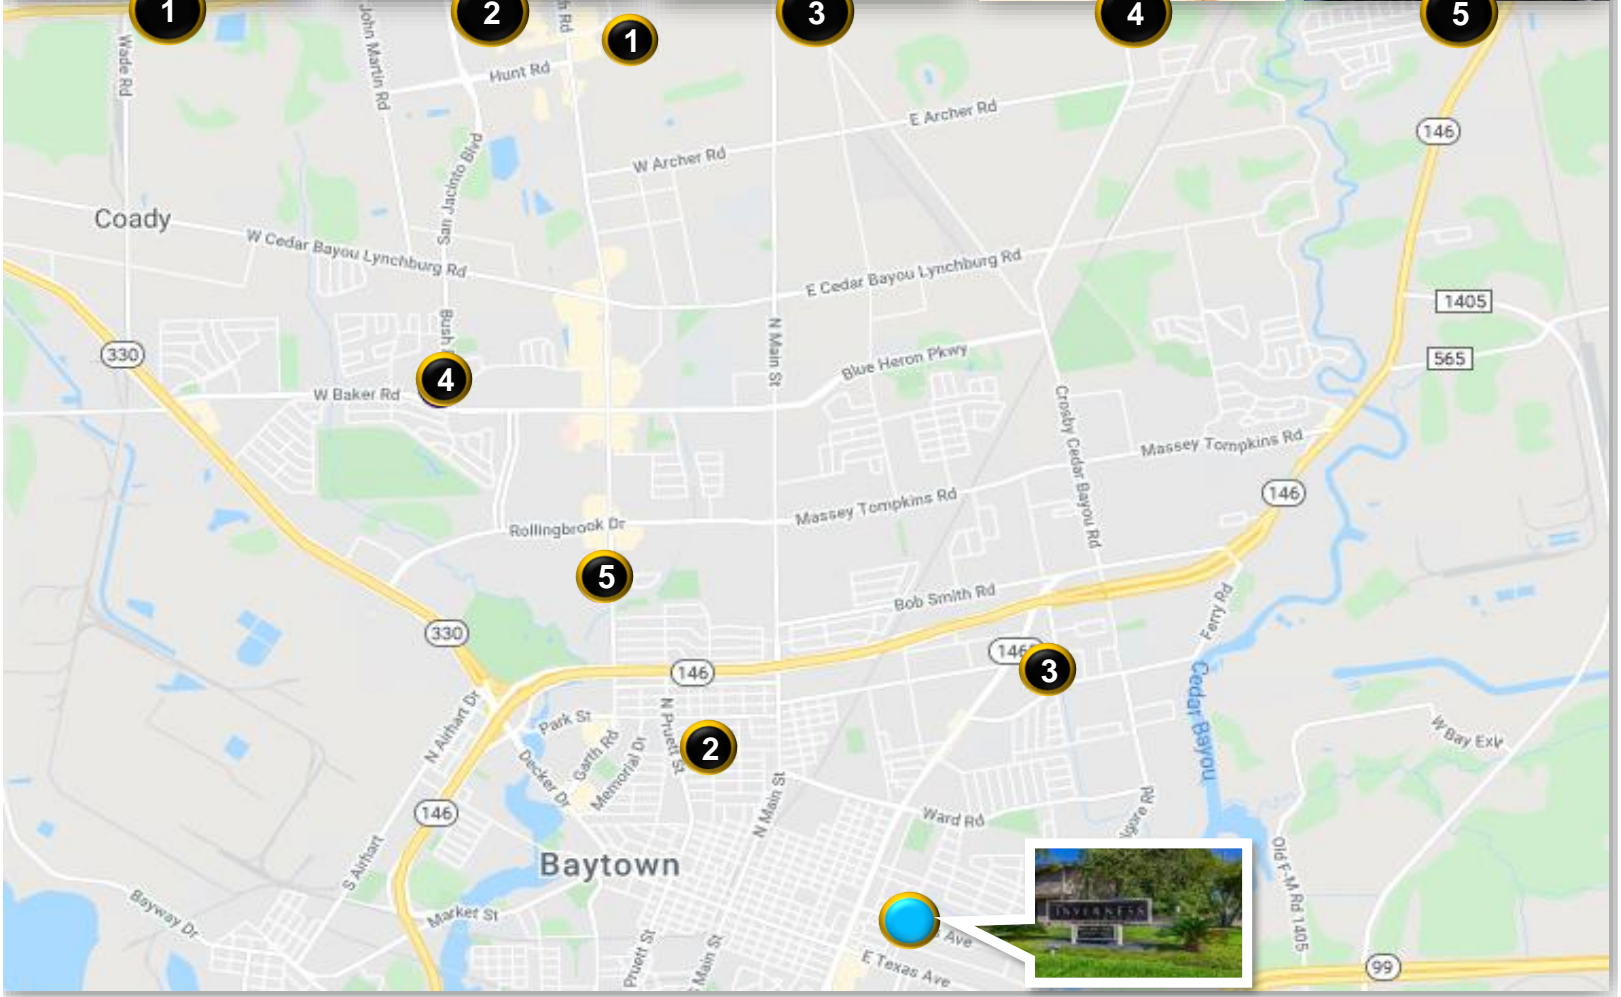 1
2
3
4
5
Wade Rd
John Martin Rd
h Rd
1
Hunt Rd
146
E Archer Rd
W Archer Rd
San Jacinto Blvd
Coady
W Cedar Bayou Lynchburg Rd
E Cedar Bayou Lynchburg Rd
1405
Bush
N Main St
330
565
Blue Heron Pkwy
4
W Baker Rd
Crosby Cedar Bayou Rd
Massey Tompkins Rd
146
Massey Tompkins Rd
Rollingbrook Dr
5
Bob Smith Rd
Ferry Rd
330
146
146
3
Cedar Bayou
N Airhart Dr
Park St
N Pruett St
Garth Rd
Memorial Dr
2
Decker Dr
W Bay Ex
146
N Main St
Ward Rd
lgore Rd
Old F-M Rd 1405
S Airhart
Baytown
Bayway Dr
Market St
INVERNESS
Ave
Pruett St
S Main St
E Texas Ave
99